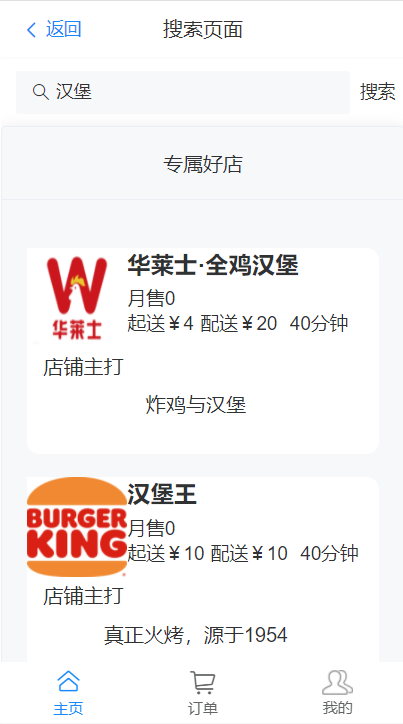 返回
搜索页面
汉堡
搜索
专属好店
华莱士
华莱士·全鸡汉堡
月售0
起送￥4 配送￥20 40分钟
店铺主打
炸鸡与汉堡
BURGER
KING
汉堡王
月售0
起送￥10 配送￥10 40分钟
店铺主打
真正火烤，源于1954
主页
订单
我的